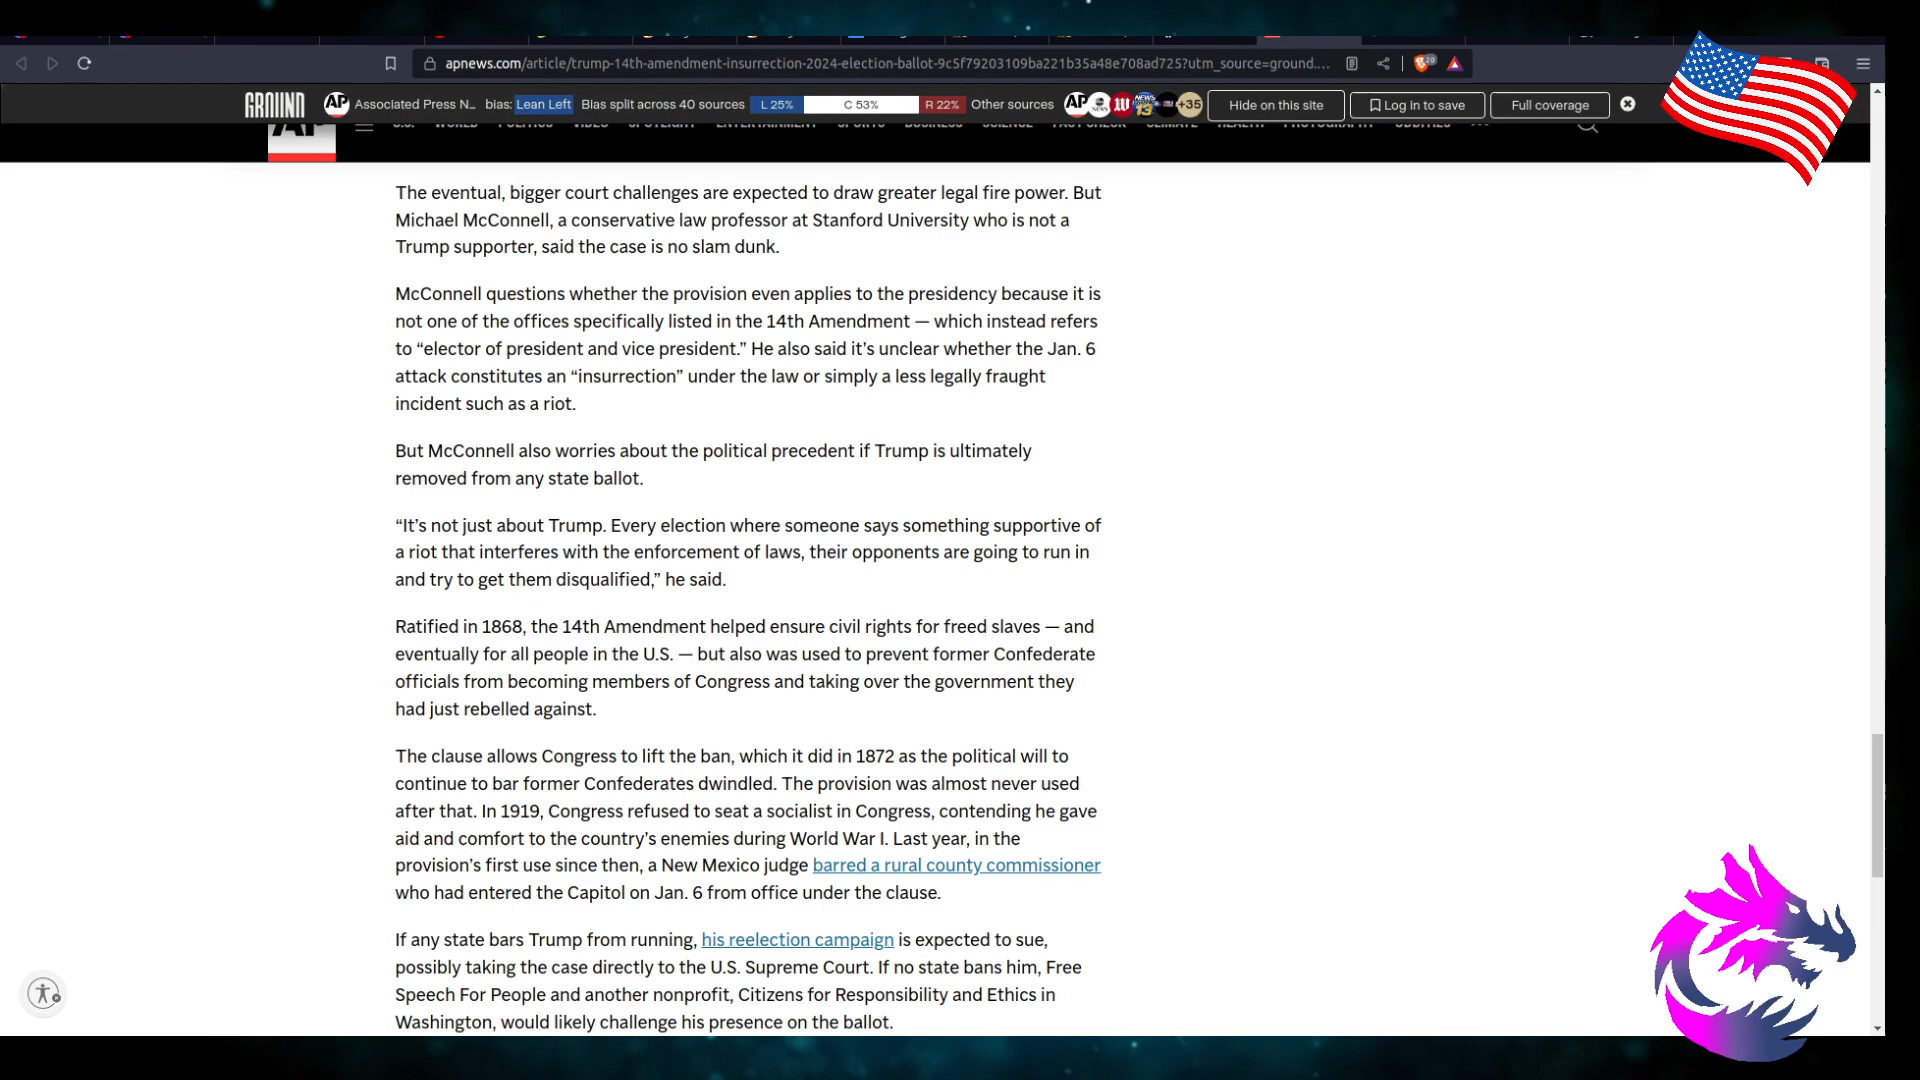 apnews.com/article/trump-14th-amendment-insurrection-2024-election-ballot-9c5f79203109ba221b35a48e708ad725?utm_source=ground....
GROUND AP Associated Press N... bias: Lean Left Bias split across 40 sources L 25% C 53% R 22% Other sources AP NEWS 13 +35 Hide on this site Log in to save Full coverage
AP U.S. WORLD POLITICS VIDEO SPOTLIGHT ENTERTAINMENT SPORTS BUSINESS SCIENCE FACT CHECK CLIMATE HEALTH PHOTOGRAPHY ODDITIES ...
The eventual, bigger court challenges are expected to draw greater legal fire power. But
Michael McConnell, a conservative law professor at Stanford University who is not a
Trump supporter, said the case is no slam dunk.
McConnell questions whether the provision even applies to the presidency because it is
not one of the offices specifically listed in the 14th Amendment — which instead refers
to “elector of president and vice president.” He also said it’s unclear whether the Jan. 6
attack constitutes an “insurrection” under the law or simply a less legally fraught
incident such as a riot.
But McConnell also worries about the political precedent if Trump is ultimately
removed from any state ballot.
“It’s not just about Trump. Every election where someone says something supportive of
a riot that interferes with the enforcement of laws, their opponents are going to run in
and try to get them disqualified,” he said.
Ratified in 1868, the 14th Amendment helped ensure civil rights for freed slaves — and
eventually for all people in the U.S. — but also was used to prevent former Confederate
officials from becoming members of Congress and taking over the government they
had just rebelled against.
The clause allows Congress to lift the ban, which it did in 1872 as the political will to
continue to bar former Confederates dwindled. The provision was almost never used
after that. In 1919, Congress refused to seat a socialist in Congress, contending he gave
aid and comfort to the country’s enemies during World War I. Last year, in the
provision’s first use since then, a New Mexico judge barred a rural county commissioner
who had entered the Capitol on Jan. 6 from office under the clause.
If any state bars Trump from running, his reelection campaign is expected to sue,
possibly taking the case directly to the U.S. Supreme Court. If no state bans him, Free
Speech For People and another nonprofit, Citizens for Responsibility and Ethics in
Washington, would likely challenge his presence on the ballot.